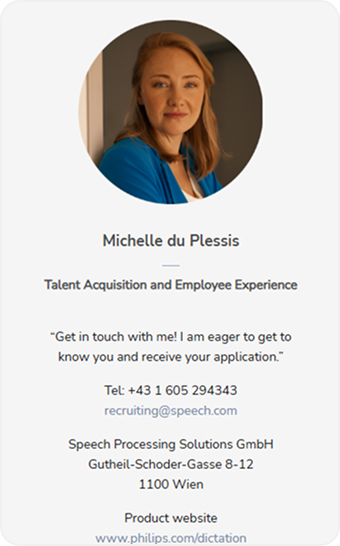 Michelle du Plessis
Talent Acquisition and Employee Experience
“Get in touch with me! I am eager to get to
know you and receive your application.”
Tel: +43 1 605 294343
recruiting@speech.com
Speech Processing Solutions GmbH
Gutheil-Schoder-Gasse 8-12
1100 Wien
Product website
www.philips.com/dictation